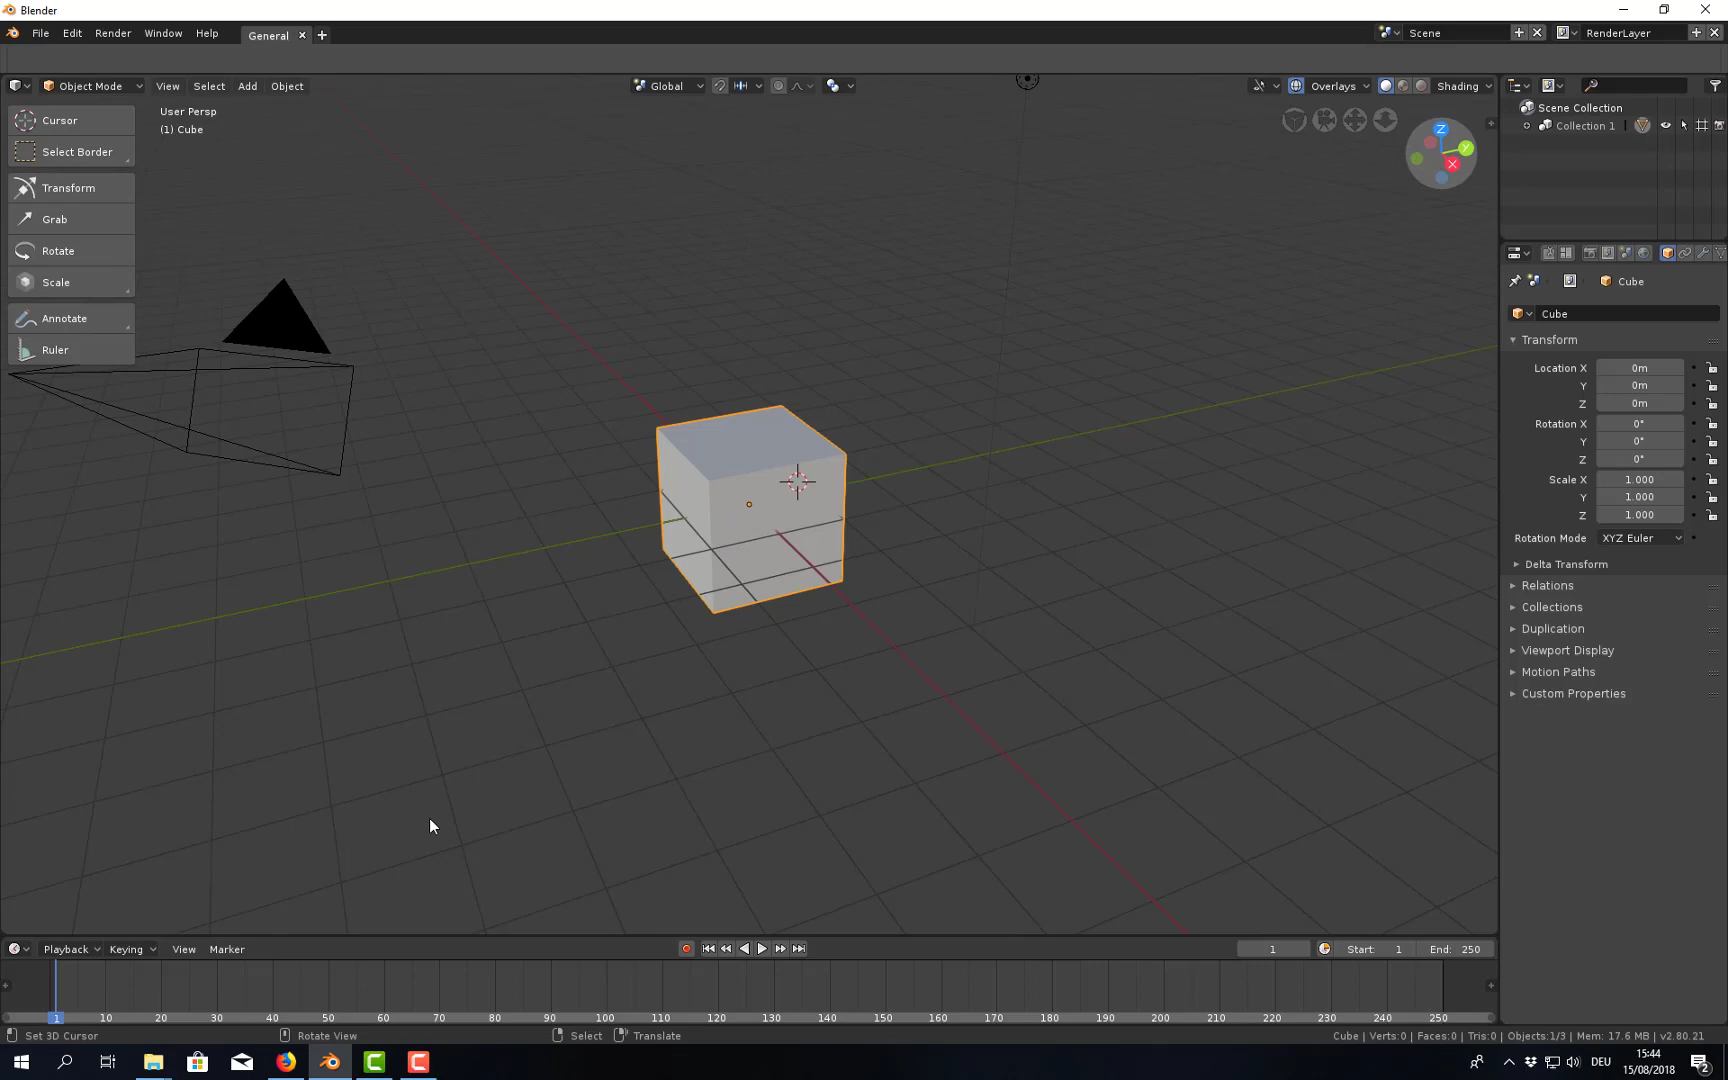 Blender
File Edit Render Window Help General Scene RenderLayer
Object Mode View Select Add Object Global Overlays Shading
User Persp
(1) Cube
Cursor
Select Border
Transform
Grab
Rotate
Scale
Annotate
Ruler
Z
Y
X
Scene Collection
Collection 1
Cube
Cube
Transform
Location X 0m
Y 0m
Z 0m
Rotation X 0°
Y 0°
Z 0°
Scale X 1.000
Y 1.000
Z 1.000
Rotation Mode XYZ Euler
Delta Transform
Relations
Collections
Duplication
Viewport Display
Motion Paths
Custom Properties
Playback Keying View Marker 1 Start: 1 End: 250
1 10 20 30 40 50 60 70 80 90 100 110 120 130 140 150 160 170 180 190 200 210 220 230 240 250
Set 3D Cursor Rotate View Select Translate Cube | Verts:0 | Faces:0 | Tris:0 | Objects:1/3 | Mem: 17.6 MB | v2.80.21
DEU 15:44
15/08/2018 2